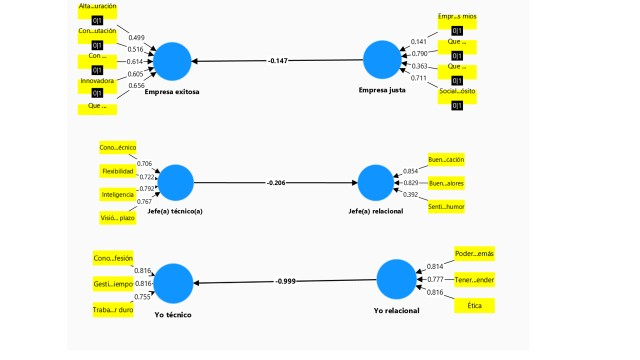 Alta...uración
0|1
Con...utación
0|1
Con ...
0|1
Innovadora
0|1
Que ...
0.499
0.516
0.614
0.605
0.656
Empresa exitosa
-0.147
Empresa justa
0.141
0.790
0.363
0.711
Empr...s mios
0|1
Que ...
0|1
Que ...
0|1
Social...ósito
0|1
Cono...écnico
Flexibilidad
Inteligencia
Visió... plazo
0.706
0.722
0.792
0.767
Jefe(a) técnico(a)
-0.206
Jefe(a) relacional
0.854
0.829
0.392
Buen...cación
Buen...alores
Senti...humor
Cono...fesión
Gesti...iempo
Traba...r duro
0.816
0.816
0.755
Yo técnico
-0.999
Yo relacional
0.814
0.777
0.816
Poder...emás
Tener...ender
Ética